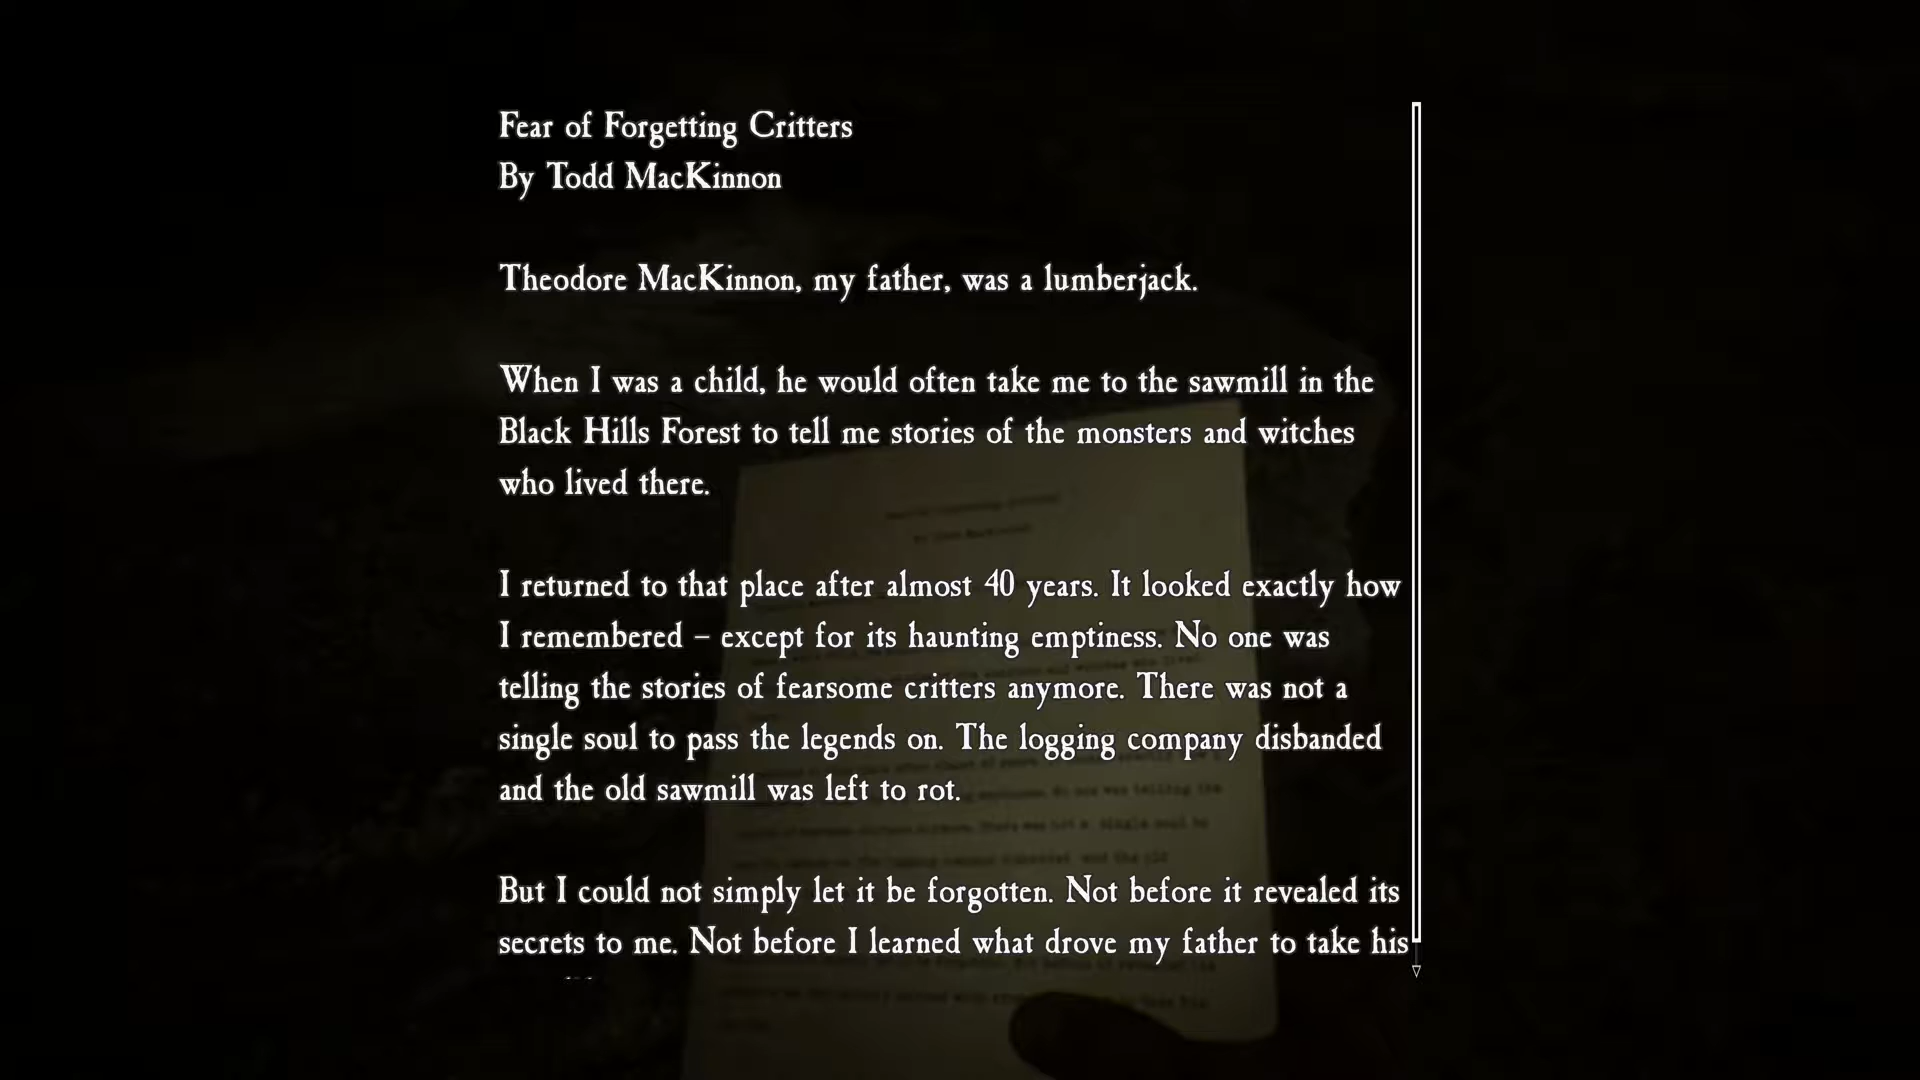 Fear of Forgetting Critters
By Todd MacKinnon
Theodore MacKinnon, my father, was a lumberjack.
When I was a child, he would often take me to the sawmill in the
Black Hills Forest to tell me stories of the monsters and witches
who lived there.
I returned to that place after almost 40 years. It looked exactly how
I remembered – except for its haunting emptiness. No one was
telling the stories of fearsome critters anymore. There was not a
single soul to pass the legends on. The logging company disbanded
and the old sawmill was left to rot.
But I could not simply let it be forgotten. Not before it revealed its
secrets to me. Not before I learned what drove my father to take his